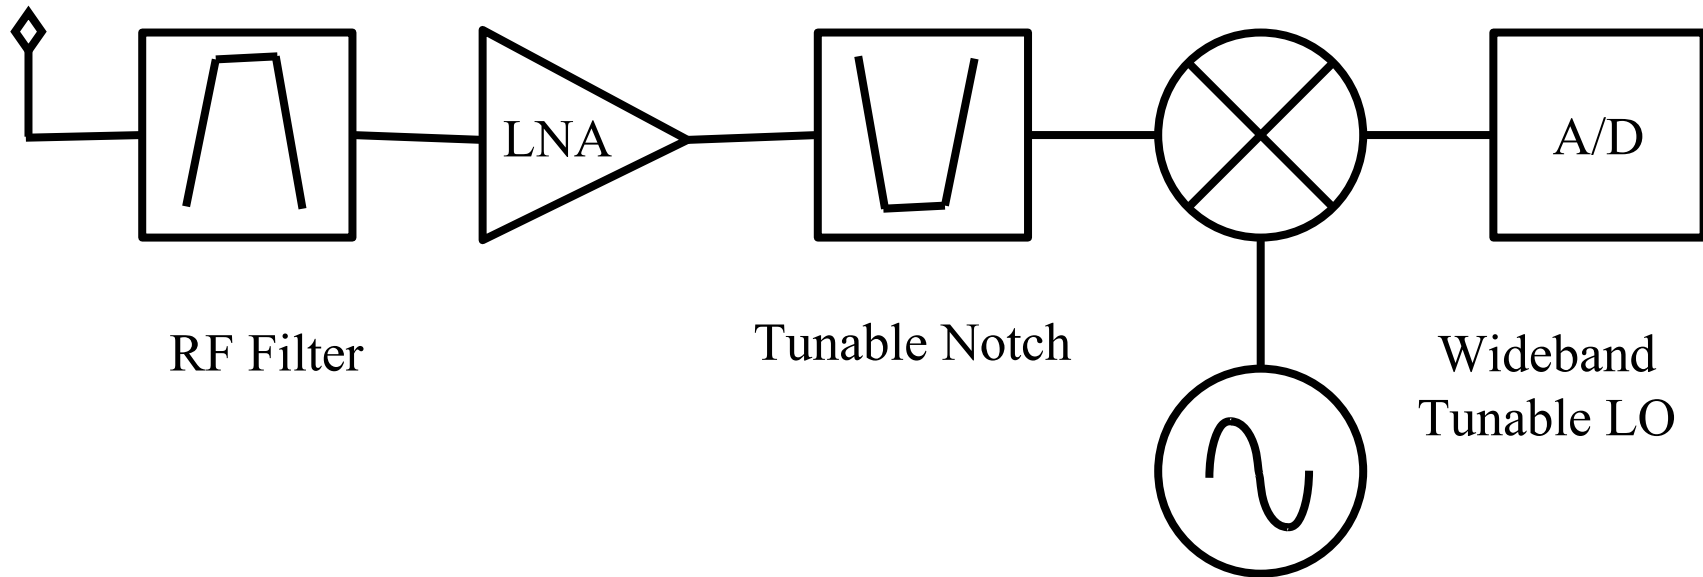 LNA
A/D
RF Filter
Tunable Notch
Wideband
Tunable LO